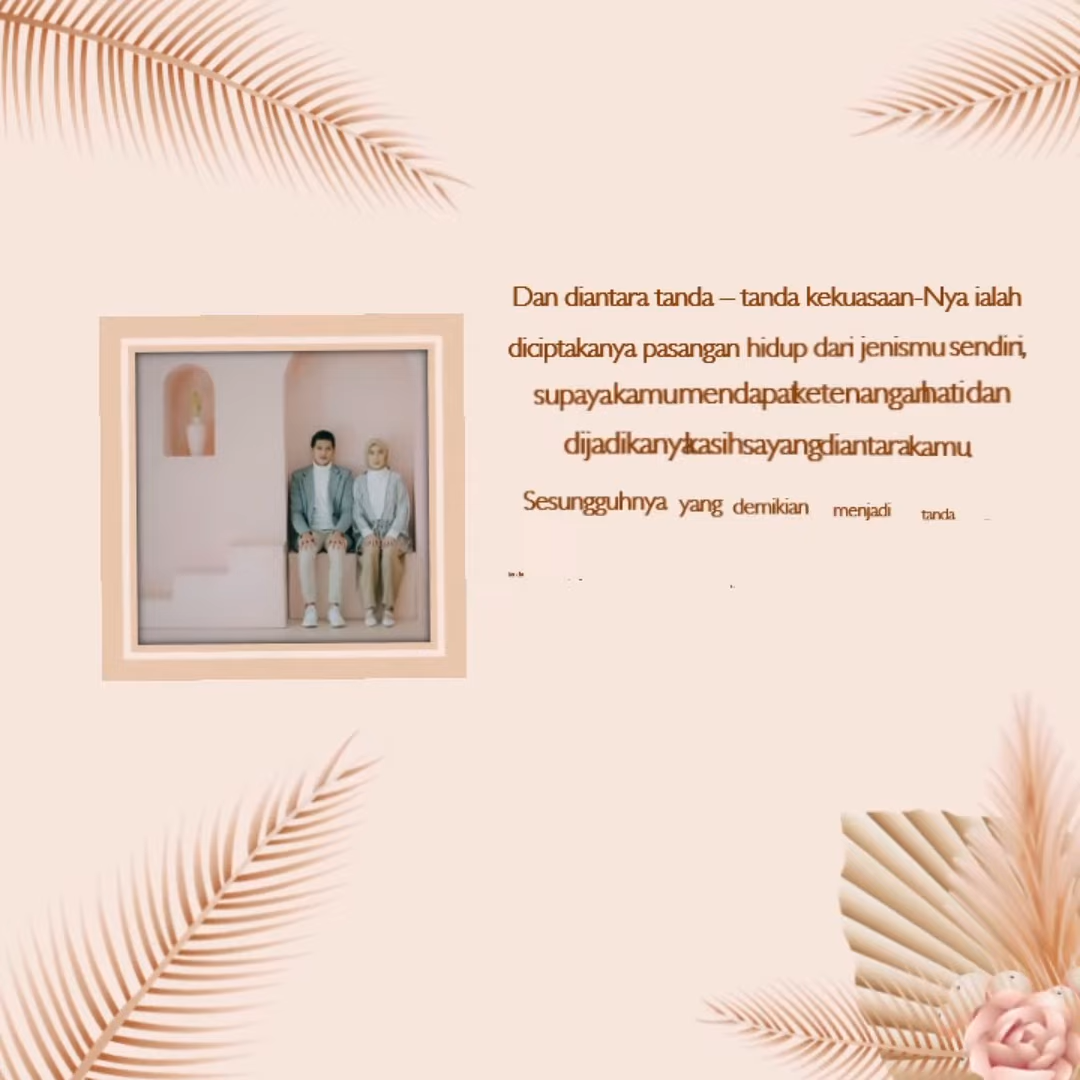 Dan diantara tanda – tanda kekuasaan-Nya ialah
diciptakanya pasangan hidup dari jenismu sendiri,
supayakamumendapatketenanganhatidan
dijadikanyakasihsayangdiantarakamu,
Sesungguhnya yang demikian menjadi tanda